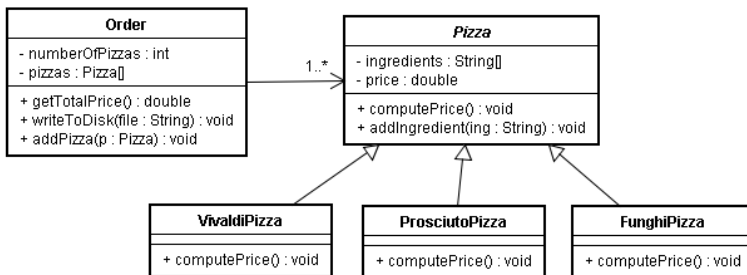 Order
- numberOfPizzas : int
- pizzas : Pizza[]
+ getTotalPrice() : double
+ writeToDisk(file : String) : void
+ addPizza(p : Pizza) : void
1..*
Pizza
- ingredients : String[]
- price : double
+ computePrice() : void
+ addIngredient(ing : String) : void
VivaldiPizza
+ computePrice() : void
ProsciutoPizza
+ computePrice() : void
FunghiPizza
+ computePrice() : void